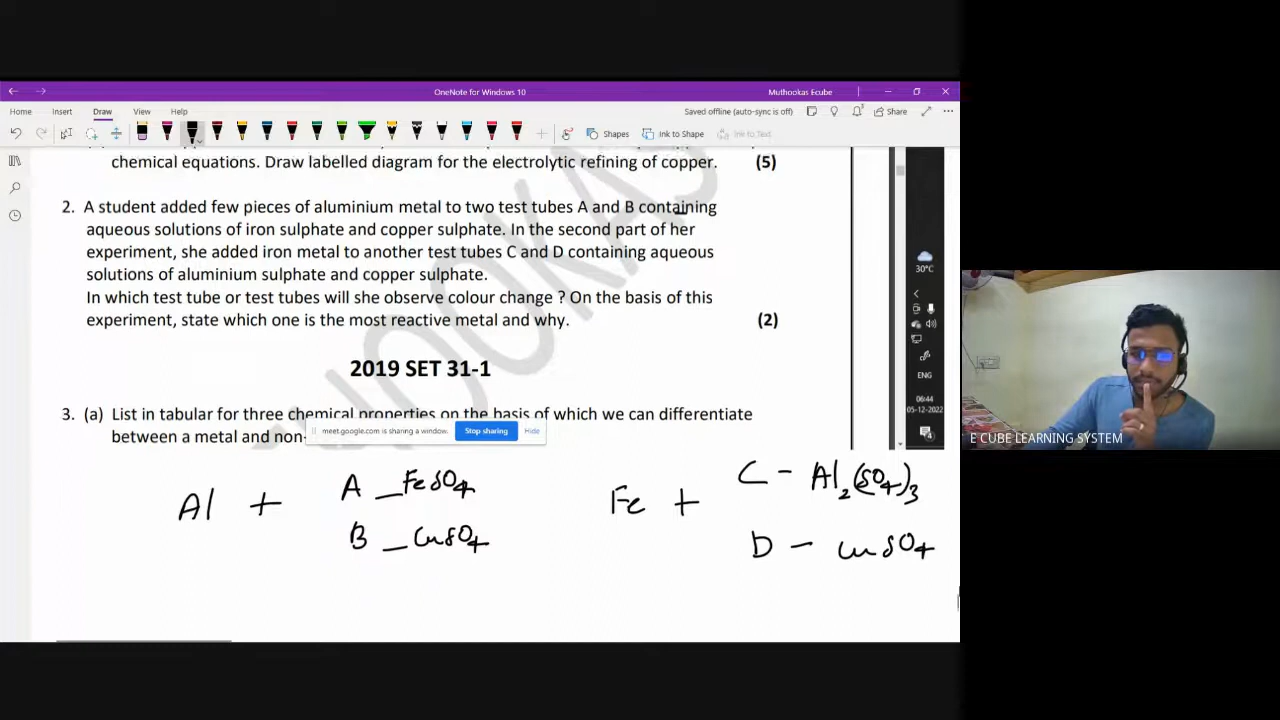 OneNote for Windows 10
Muthookas Ecube
Home Insert Draw View Help
Saved offline (auto-sync is off)
Share
Shapes
Ink to Shape
Ink to Text
chemical equations. Draw labelled diagram for the electrolytic refining of copper. (5)
2. A student added few pieces of aluminium metal to two test tubes A and B containing
aqueous solutions of iron sulphate and copper sulphate. In the second part of her
experiment, she added iron metal to another test tubes C and D containing aqueous
solutions of aluminium sulphate and copper sulphate.
In which test tube or test tubes will she observe colour change ? On the basis of this
experiment, state which one is the most reactive metal and why. (2)
2019 SET 31-1
3. (a) List in tabular for three chemical properties on the basis of which we can differentiate
between a metal and non-
meet.google.com is sharing a window. Stop sharing Hide
Al + A _ FeSO4
B _ CuSO4
Fe + C - Al2(SO4)3
D - CuSO4
30°C
ENG
06:44
05-12-2022
4
E CUBE LEARNING SYSTEM